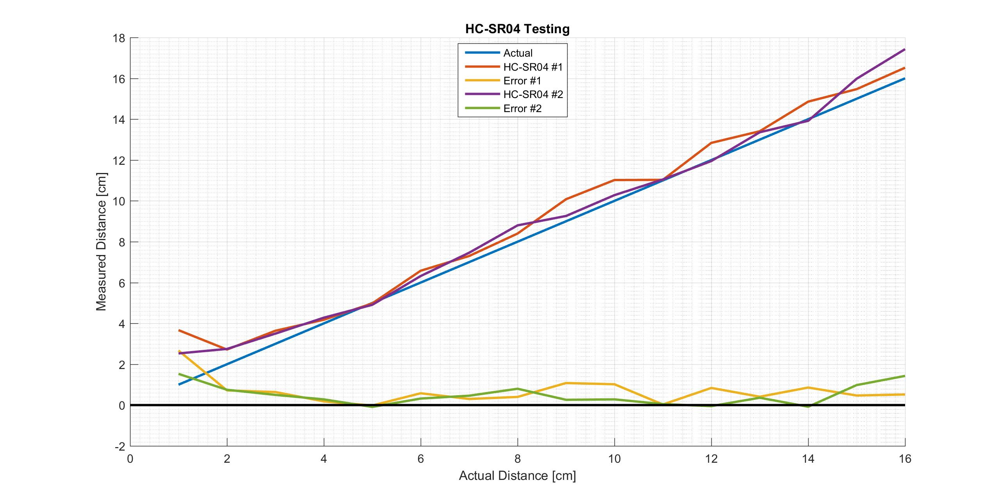 HC-SR04 Testing
Actual
HC-SR04 #1
Error #1
HC-SR04 #2
Error #2
18
16
14
12
10
8
6
4
2
0
-2
Measured Distance [cm]
0 2 4 6 8 10 12 14 16
Actual Distance [cm]